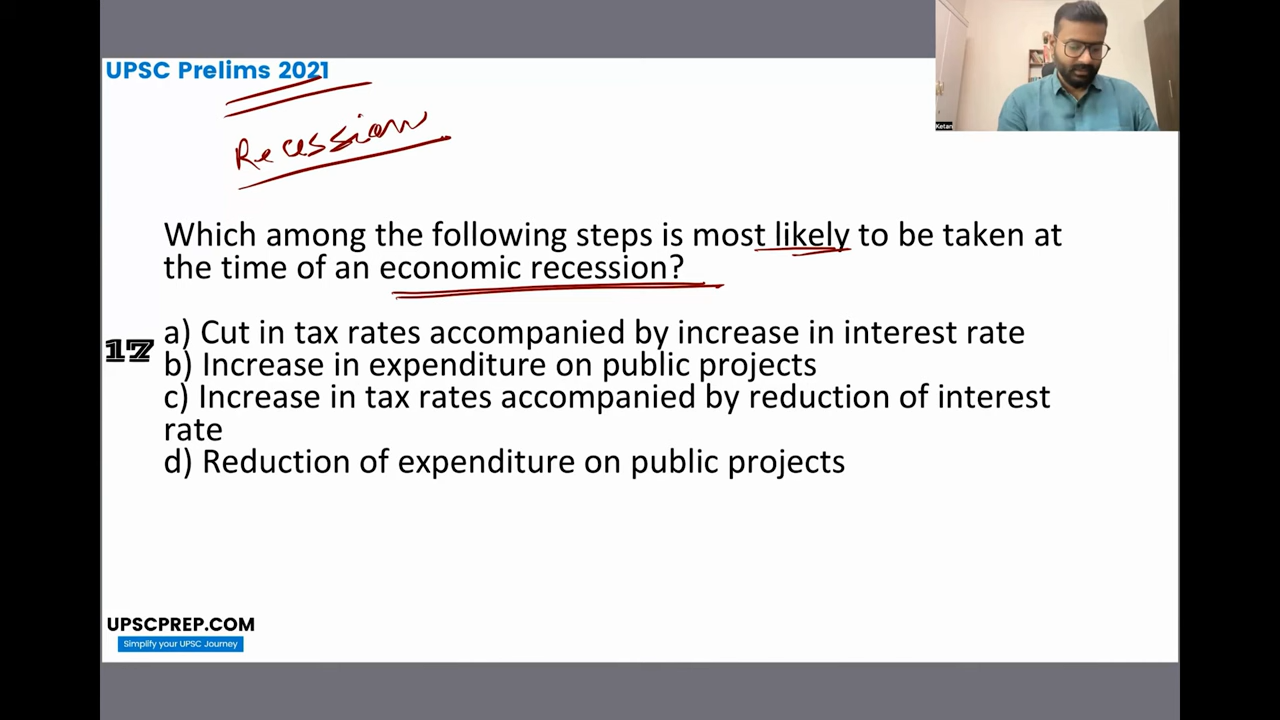 UPSC Prelims 2021
Recession
Which among the following steps is most likely to be taken at
the time of an economic recession?
17
a) Cut in tax rates accompanied by increase in interest rate
b) Increase in expenditure on public projects
c) Increase in tax rates accompanied by reduction of interest
rate
d) Reduction of expenditure on public projects
UPSCPREP.COM
Simplify your UPSC Journey
Ketan